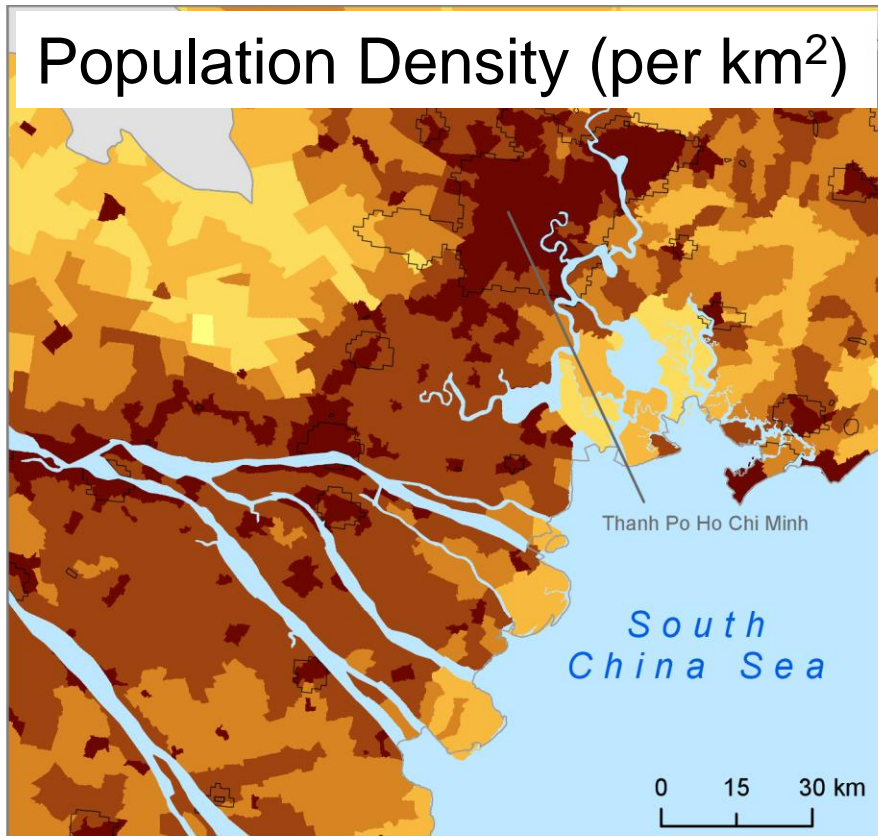 Population Density (per km²)
Thanh Po Ho Chi Minh
South
China Sea
0 15 30 km